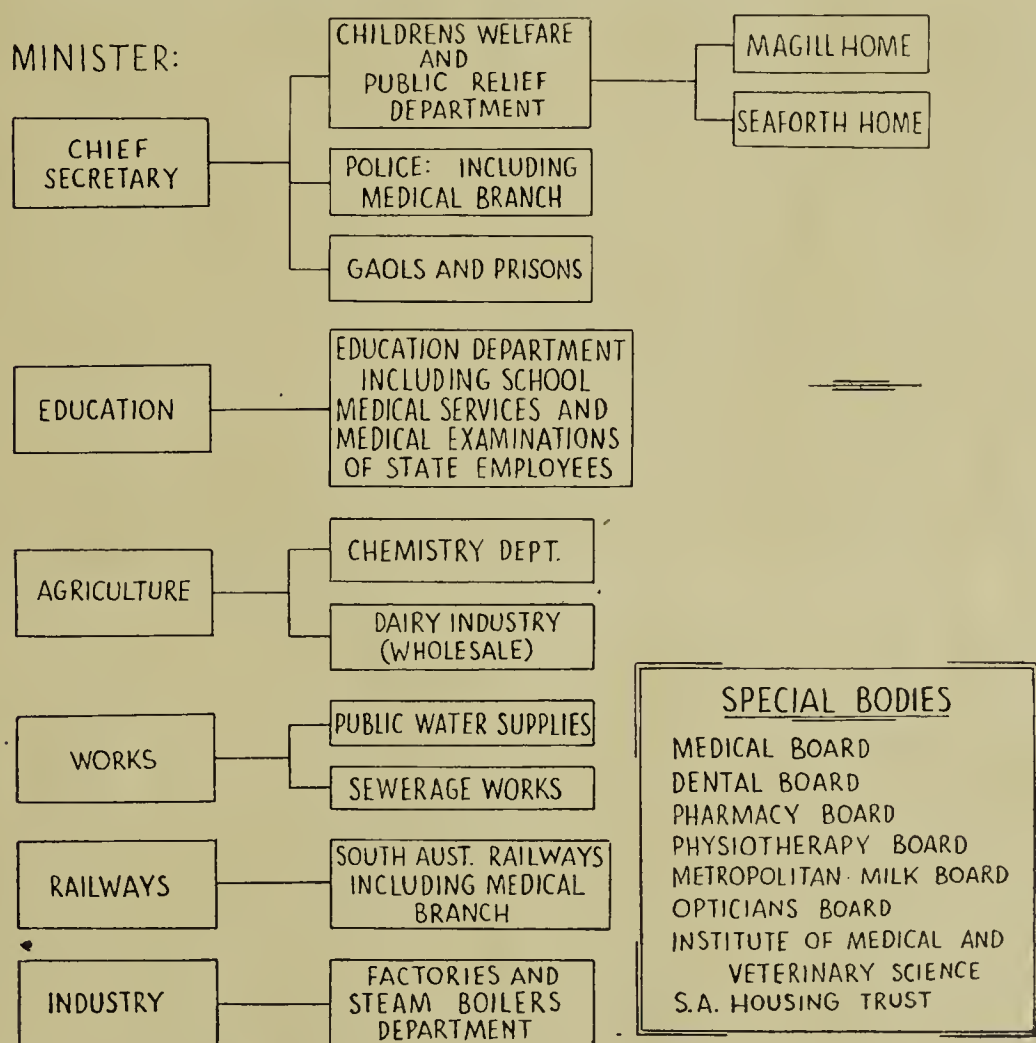 MINISTER:
CHIEF
SECRETARY
CHILDRENS WELFARE
AND
PUBLIC RELIEF
DEPARTMENT
MAGILL HOME
SEAFORTH HOME
POLICE: INCLUDING
MEDICAL BRANCH
GAOLS AND PRISONS
EDUCATION
EDUCATION DEPARTMENT
INCLUDING SCHOOL
MEDICAL SERVICES AND
MEDICAL EXAMINATIONS
OF STATE EMPLOYEES
AGRICULTURE
CHEMISTRY DEPT.
DAIRY INDUSTRY
(WHOLESALE)
WORKS
PUBLIC WATER SUPPLIES
SEWERAGE WORKS
RAILWAYS
SOUTH AUST. RAILWAYS
INCLUDING MEDICAL
BRANCH
INDUSTRY
FACTORIES AND
STEAM BOILERS
DEPARTMENT
SPECIAL BODIES
MEDICAL BOARD
DENTAL BOARD
PHARMACY BOARD
PHYSIOTHERAPY BOARD
METROPOLITAN MILK BOARD
OPTICIANS BOARD
INSTITUTE OF MEDICAL AND
VETERINARY SCIENCE
S.A. HOUSING TRUST